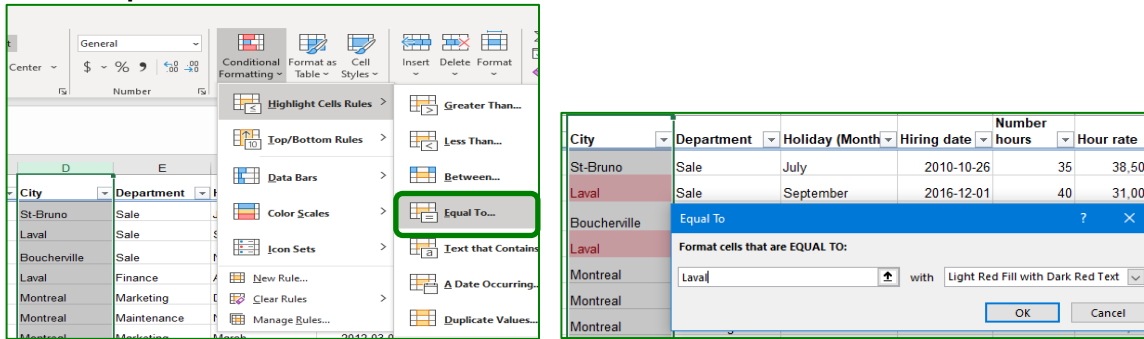 General
Center
$ % 9
Conditional Formatting
Format as Table
Cell Styles
Insert Delete Format
Number
Highlight Cells Rules
Top/Bottom Rules
Data Bars
Color Scales
Icon Sets
New Rule...
Clear Rules
Manage Rules...
Greater Than...
Less Than...
Between...
Equal To...
Text that Contains
A Date Occurring..
Duplicate Values...
D E
City Department H
St-Bruno Sale
Laval Sale
Boucherville Sale
Laval Finance
Montreal Marketing
Montreal Maintenance
City Department Holiday (Month Hiring date Number hours Hour rate
St-Bruno Sale July 2010-10-26 35 38,50
Laval Sale September 2016-12-01 40 31,00
Boucherville
Laval
Montreal
Montreal
Montreal
Equal To ? ×
Format cells that are EQUAL TO:
Laval with Light Red Fill with Dark Red Text
OK Cancel